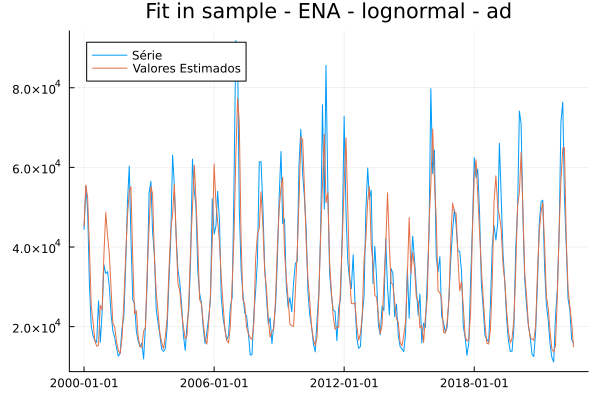 Fit in sample - ENA - lognormal - ad
Série
Valores Estimados
8.0×10⁴
6.0×10⁴
4.0×10⁴
2.0×10⁴
2000-01-01
2006-01-01
2012-01-01
2018-01-01